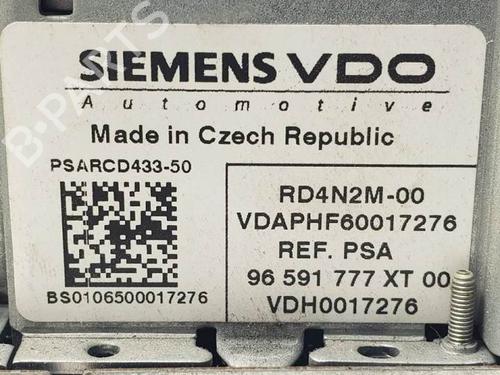 SIEMENS VDO
Automotive
Made in Czech Republic
PSARCD433-50
BS0106500017276
RD4N2M-00
VDAPHF60017276
REF. PSA
96 591 777 XT 00
VDH0017276
B-PARTS